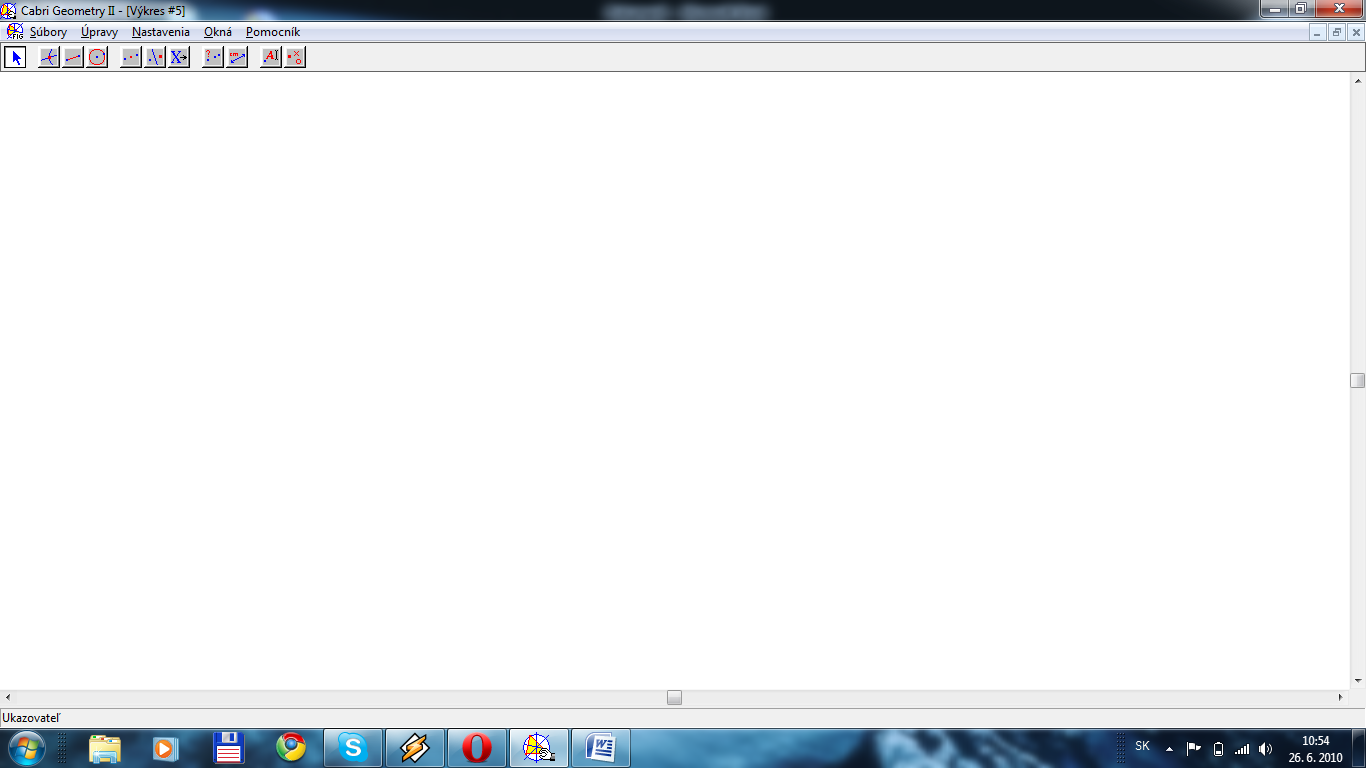 Cabri Geometry II - [Výkres #5]
Súbory Úpravy Nastavenia Okná Pomocník
Ukazovateľ
SK
10:54
26. 6. 2010